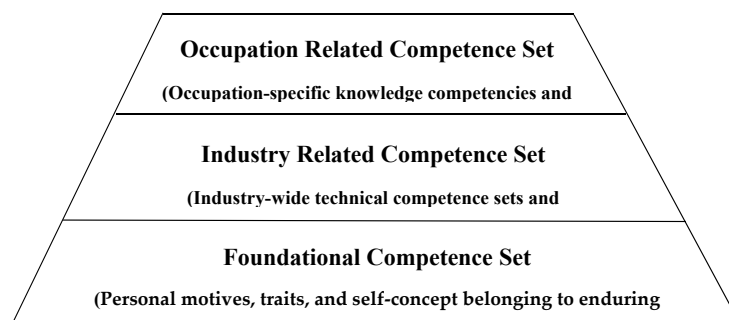 Occupation Related Competence Set
(Occupation-specific knowledge competencies and
Industry Related Competence Set
(Industry-wide technical competence sets and
Foundational Competence Set
(Personal motives, traits, and self-concept belonging to enduring